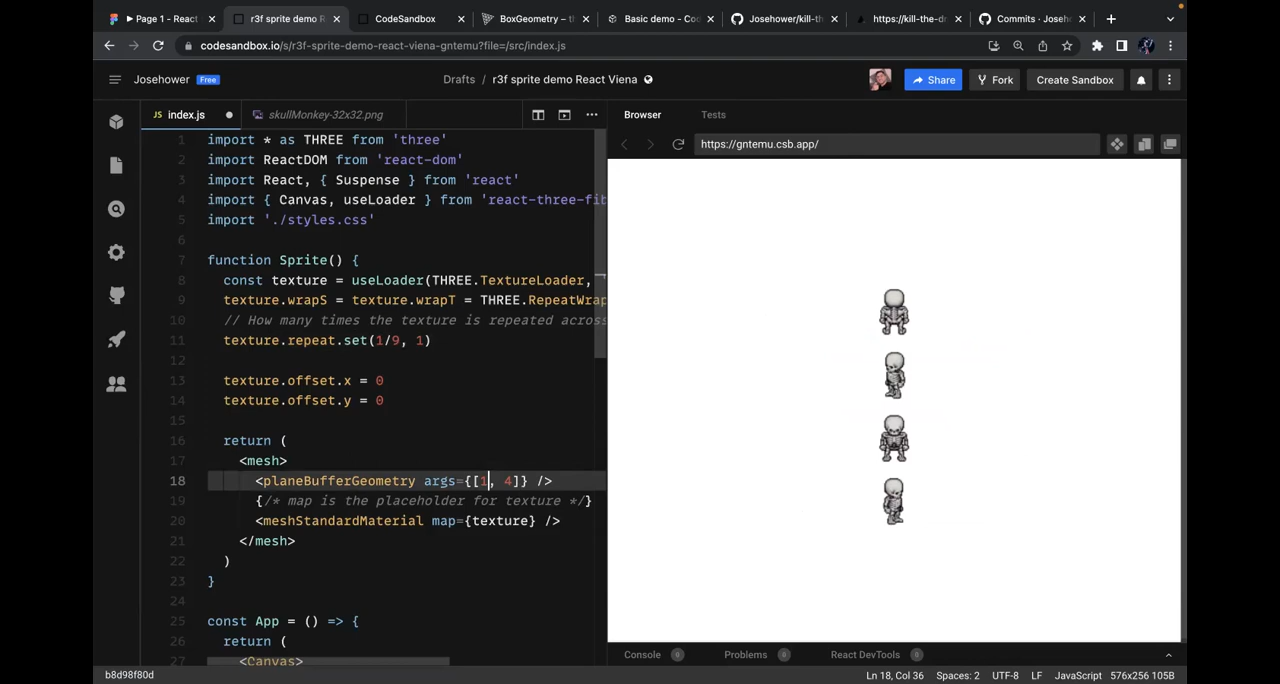 ▶ Page 1 - React
r3f sprite demo R
CodeSandbox
BoxGeometry – th
Basic demo - Cod
Josehower/kill-the
https://kill-the-dr
Commits · Joseho
codesandbox.io/s/r3f-sprite-demo-react-viena-gntemu?file=/src/index.js
Josehower Free
Drafts / r3f sprite demo React Viena
Share
Fork
Create Sandbox
JS index.js
skullMonkey-32x32.png
Browser
Tests
https://gntemu.csb.app/
1 import * as THREE from 'three'
2 import ReactDOM from 'react-dom'
3 import React, { Suspense } from 'react'
4 import { Canvas, useLoader } from 'react-three-fib
5 import './styles.css'
6
7 function Sprite() {
8 const texture = useLoader(THREE.TextureLoader,
9 texture.wrapS = texture.wrapT = THREE.RepeatWrap
10 // How many times the texture is repeated across
11 texture.repeat.set(1/9, 1)
12
13 texture.offset.x = 0
14 texture.offset.y = 0
15
16 return (
17 <mesh>
18 <planeBufferGeometry args={[1, 4]} />
19 {/* map is the placeholder for texture */}
20 <meshStandardMaterial map={texture} />
21 </mesh>
22 )
23 }
24
25 const App = () => {
26 return (
27 <Canvas>
Console 0
Problems 0
React DevTools 0
b8d98f80d
Ln 18, Col 36
Spaces: 2
UTF-8
LF
JavaScript
576x256 105B